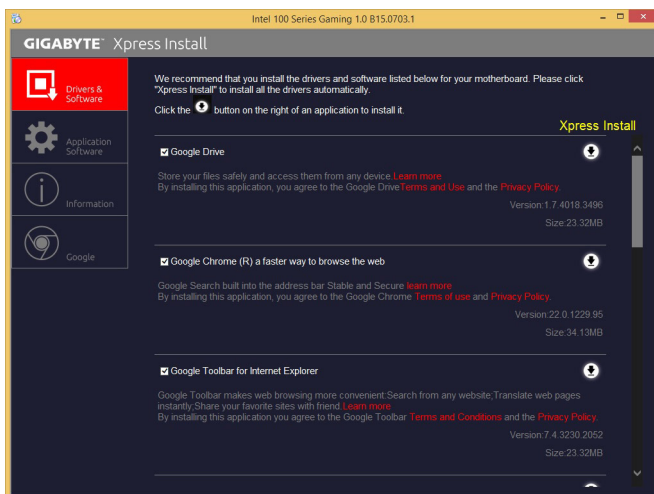 Intel 100 Series Gaming 1.0 B15.0703.1
GIGABYTE™ Xpress Install
Drivers &
Software
Application
Software
Information
Google
We recommend that you install the drivers and software listed below for your motherboard. Please click
"Xpress Install" to install all the drivers automatically.
Click the button on the right of an application to install it.
Xpress Install
Google Drive
Store your files safely and access them from any device.Learn more
By installing this application, you agree to the Google DriveTerms and Use and the Privacy Policy.
Version:1.7.4018.3496
Size:23.32MB
Google Chrome (R) a faster way to browse the web
Google Search built into the address bar Stable and Secure learn more
By installing this application, you agree to the Google Chrome Terms of use and Privacy Policy.
Version:22.0.1229.95
Size:34.13MB
Google Toolbar for Internet Explorer
Google Toolbar makes web browsing more convenient:Search from any website;Translate web pages
instantly;Share your favorite sites with friend.Learn more
By installing this application you agree to the Google Toolbar Terms and Conditions and the Privacy Policy.
Version:7.4.3230.2052
Size:23.32MB